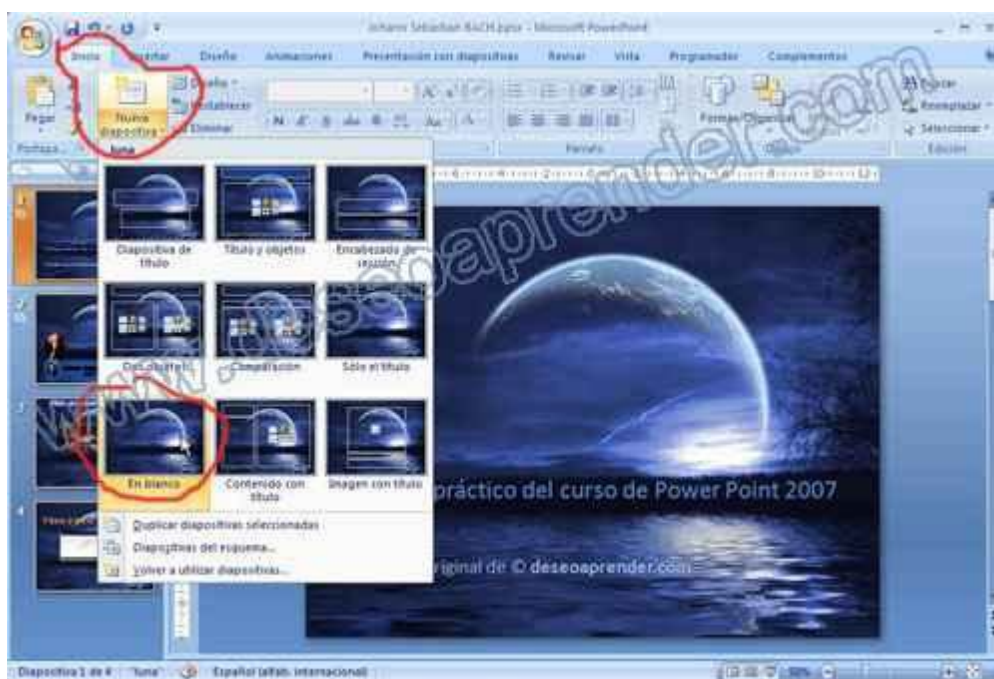 Johann Sebastian BACH.pptx - Microsoft PowerPoint
Inicio Insertar Diseño Animaciones Presentación con diapositivas Revisar Vista Programador Complementos
Pegar
Nueva diapositiva
Diseño
Restablecer
Eliminar
N
Formas Organizar
Buscar
Reemplazar
Seleccionar
Párrafo
Edición
luna
Diapositiva de título
Título y objetos
Encabezado de sección
Dos objetos
Comparación
Sólo el título
En blanco
Contenido con título
Imagen con título
Duplicar diapositivas seleccionadas
Diapositivas del esquema...
Volver a utilizar diapositivas...
práctico del curso de Power Point 2007
original de © deseoaprender.com
www.deseoaprender.com
Diapositiva 1 de 4 "luna" Español (alfab. internacional) 50%